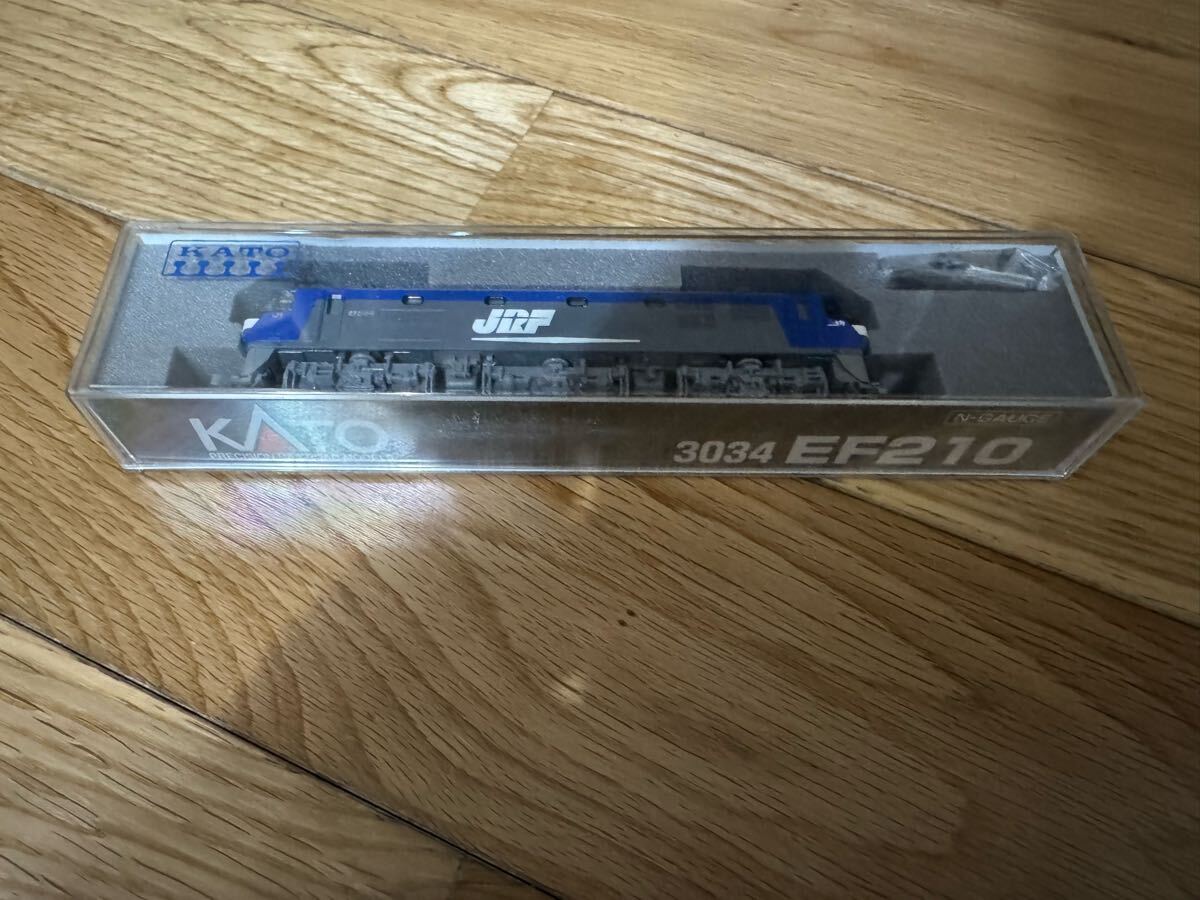 KATO
JRF
N-GAUGE
KATO
3034 EF210